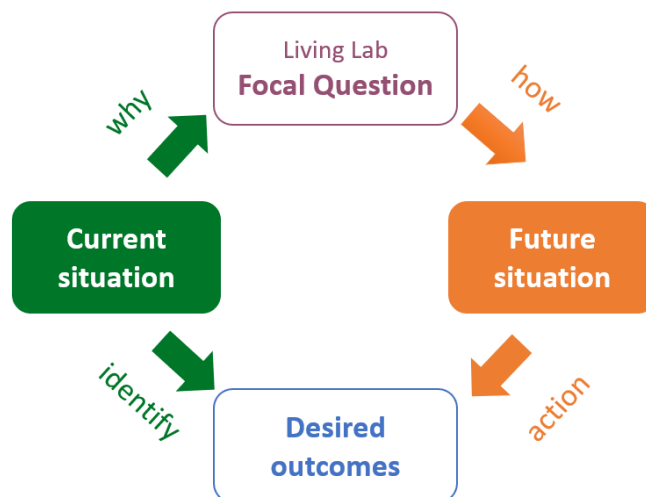 Living Lab
Focal Question
why
how
Current
situation
Future
situation
identify
action
Desired
outcomes